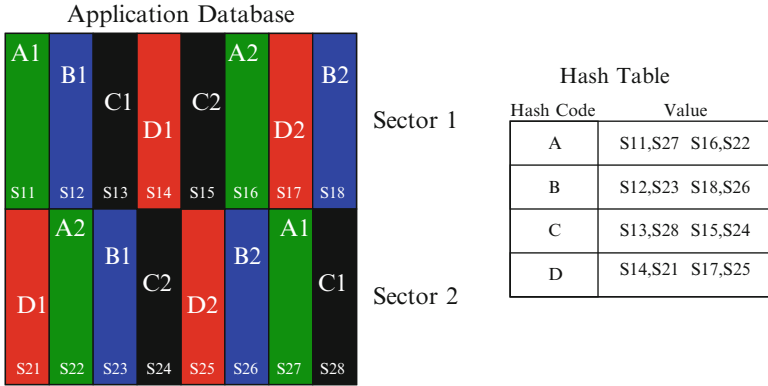 Application Database
A1 B1 C1 D1 C2 A2 D2 B2
S11 S12 S13 S14 S15 S16 S17 S18
Sector 1
D1 A2 B1 C2 D2 B2 A1 C1
S21 S22 S23 S24 S25 S26 S27 S28
Sector 2
Hash Table
Hash Code Value
A S11,S27 S16,S22
B S12,S23 S18,S26
C S13,S28 S15,S24
D S14,S21 S17,S25